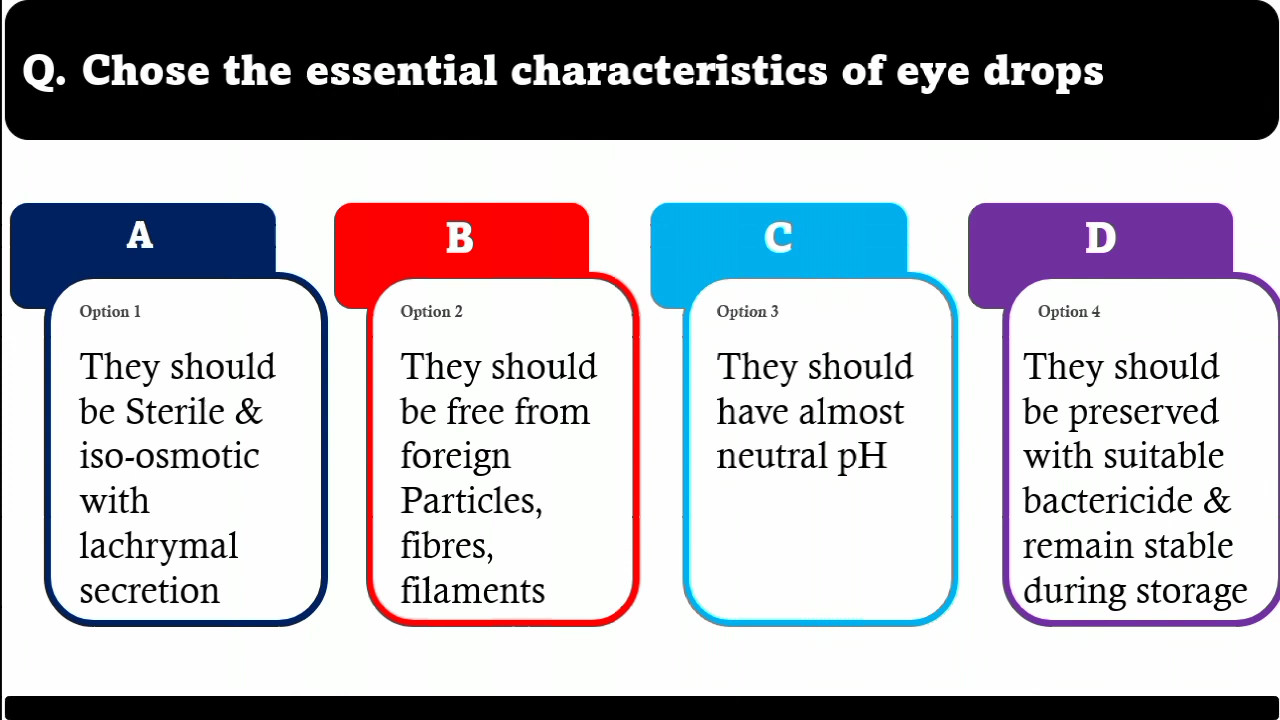 Q. Chose the essential characteristics of eye drops
A
Option 1
They should
be Sterile &
iso-osmotic
with
lachrymal
secretion
B
Option 2
They should
be free from
foreign
Particles,
fibres,
filaments
C
Option 3
They should
have almost
neutral pH
D
Option 4
They should
be preserved
with suitable
bactericide &
remain stable
during storage